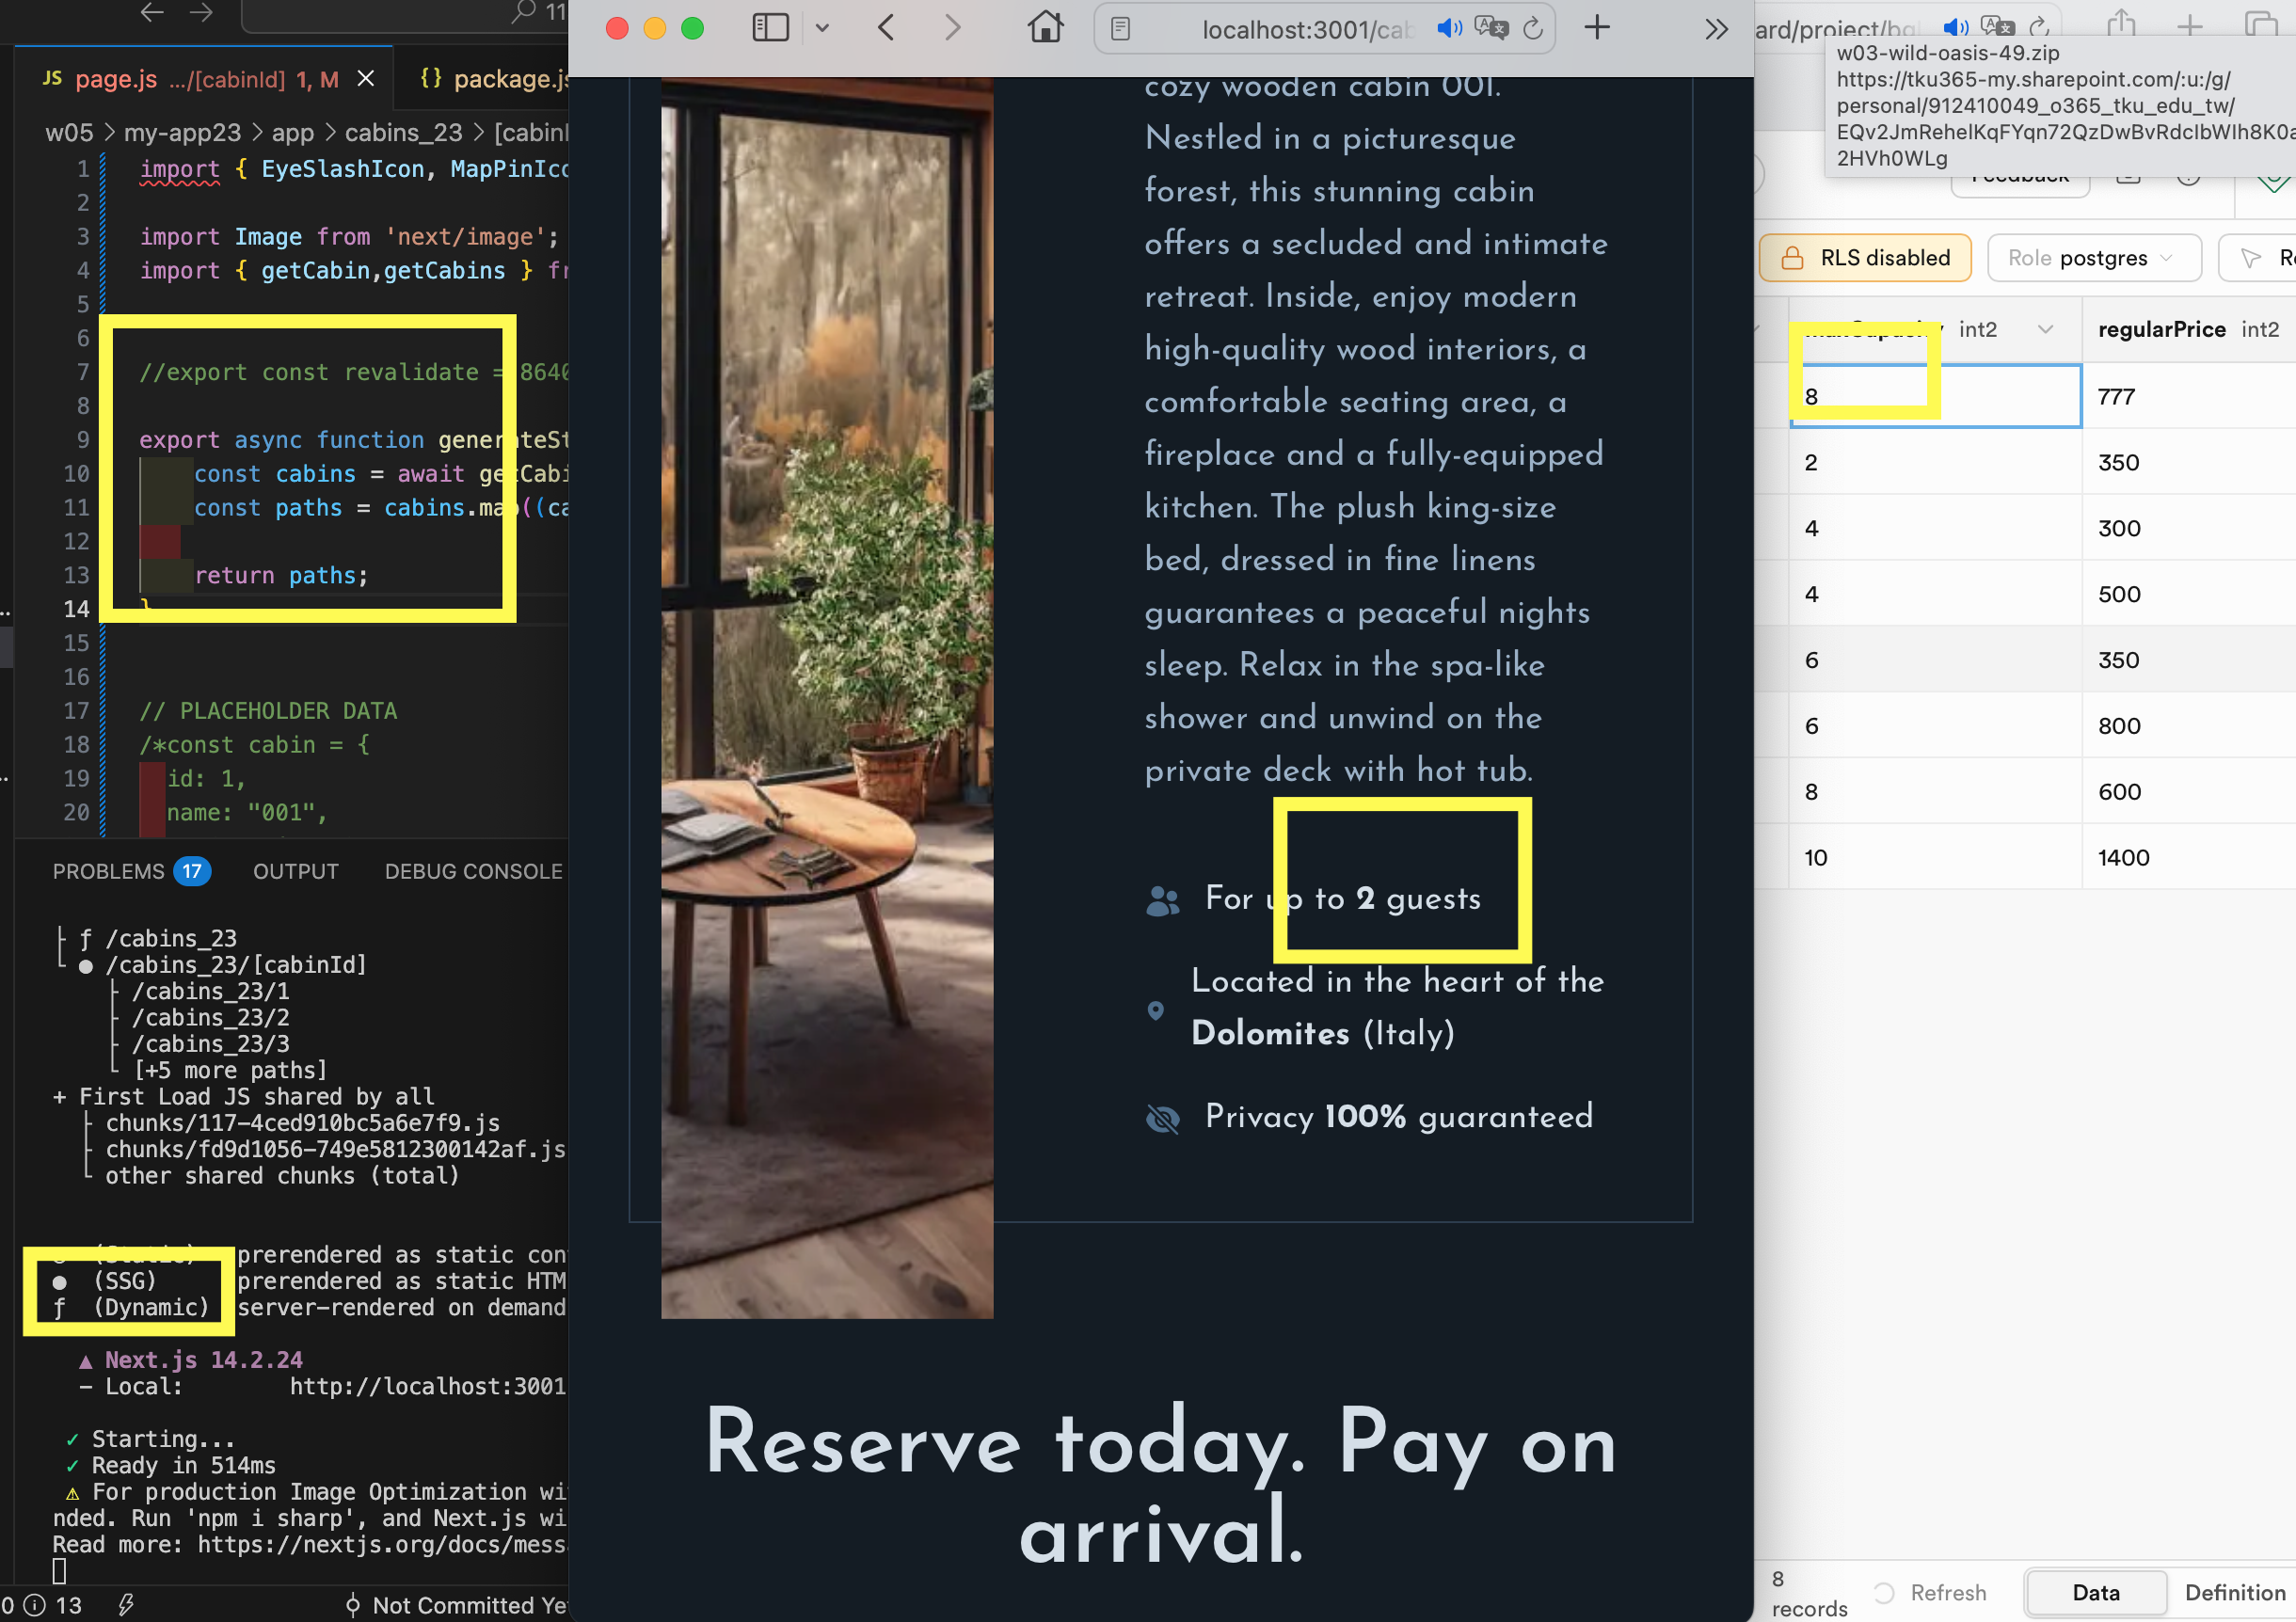 11
JS page.js .../[cabinId] 1, M
{} package.js
w05 > my-app23 > app > cabins_23 > [cabinI
1 import { EyeSlashIcon, MapPinIco
2
3 import Image from 'next/image';
4 import { getCabin,getCabins } fr
5
6
7 //export const revalidate = 8640
8
9 export async function generateSt
10 const cabins = await getCabi
11 const paths = cabins.map((ca
12
13 return paths;
14 }
15
16
17 // PLACEHOLDER DATA
18 /*const cabin = {
19 id: 1,
20 name: "001",
PROBLEMS 17 OUTPUT DEBUG CONSOLE
├ ƒ /cabins_23
└ ● /cabins_23/[cabinId]
├ /cabins_23/1
├ /cabins_23/2
├ /cabins_23/3
└ [+5 more paths]
+ First Load JS shared by all
├ chunks/117-4ced910bc5a6e7f9.js
├ chunks/fd9d1056-749e5812300142af.js
└ other shared chunks (total)
○ (Static) prerendered as static con
● (SSG) prerendered as static HTM
ƒ (Dynamic) server-rendered on demand
▲ Next.js 14.2.24
- Local: http://localhost:3001
✓ Starting...
✓ Ready in 514ms
⚠ For production Image Optimization wi
nded. Run 'npm i sharp', and Next.js wi
Read more: https://nextjs.org/docs/mess
0 13 Not Committed Ye
localhost:3001/cab
cozy wooden cabin 001.
Nestled in a picturesque
forest, this stunning cabin
offers a secluded and intimate
retreat. Inside, enjoy modern
high-quality wood interiors, a
comfortable seating area, a
fireplace and a fully-equipped
kitchen. The plush king-size
bed, dressed in fine linens
guarantees a peaceful nights
sleep. Relax in the spa-like
shower and unwind on the
private deck with hot tub.
For up to 2 guests
Located in the heart of the
Dolomites (Italy)
Privacy 100% guaranteed
Reserve today. Pay on
arrival.
ard/project/bg
w03-wild-oasis-49.zip
https://tku365-my.sharepoint.com/:u:/g/
personal/912410049_o365_tku_edu_tw/
2HVh0WLg
Feedback
RLS disabled Role postgres
maxCapacity int2 regularPrice int2
8 777
2 350
4 300
4 500
6 350
6 800
8 600
10 1400
8
records
Refresh Data Definition